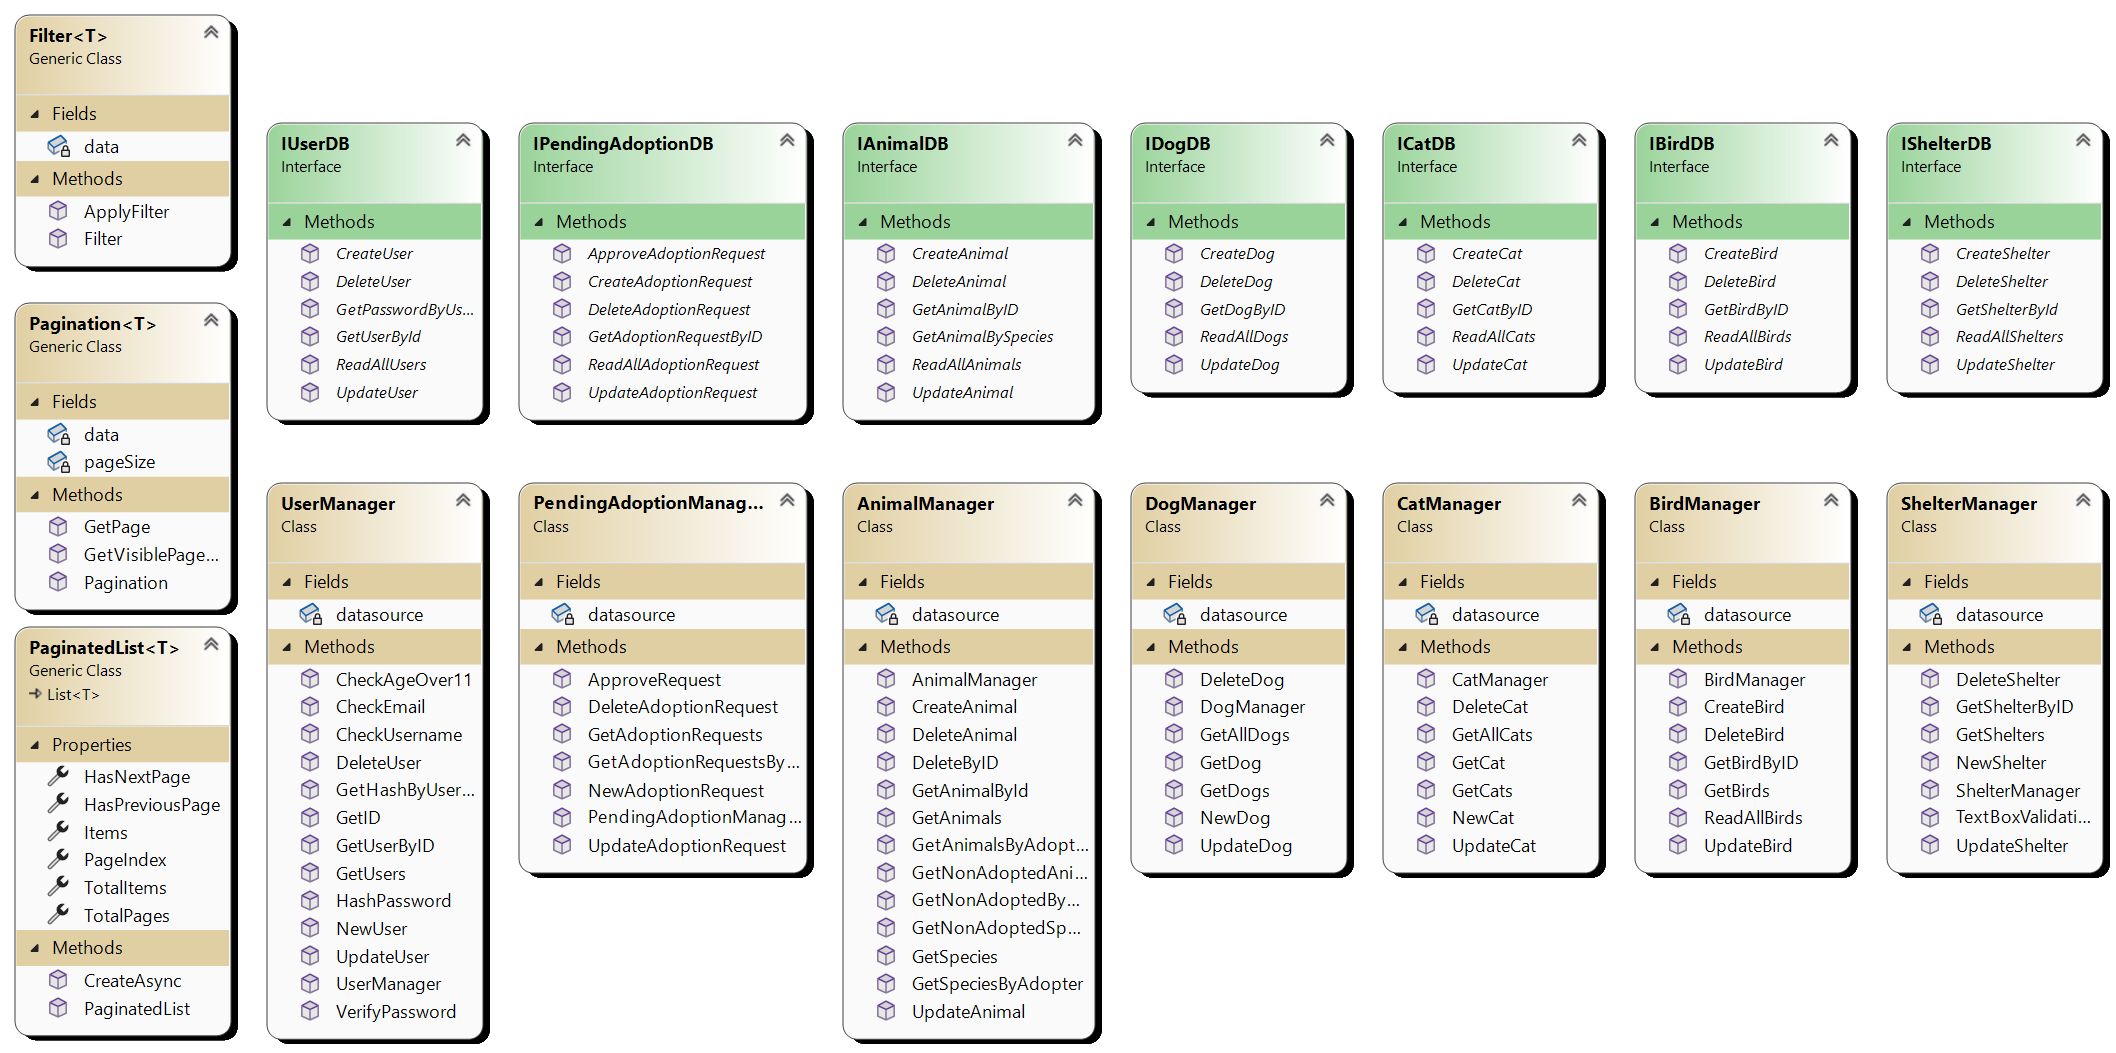 Filter<T>
Generic Class
Fields
data
Methods
ApplyFilter
Filter
Pagination<T>
Generic Class
Fields
data
pageSize
Methods
GetPage
GetVisiblePage...
Pagination
PaginatedList<T>
Generic Class
List<T>
Properties
HasNextPage
HasPreviousPage
Items
PageIndex
TotalItems
TotalPages
Methods
CreateAsync
PaginatedList
IUserDB
Interface
Methods
CreateUser
DeleteUser
GetPasswordByUs...
GetUserById
ReadAllUsers
UpdateUser
IPendingAdoptionDB
Interface
Methods
ApproveAdoptionRequest
CreateAdoptionRequest
DeleteAdoptionRequest
GetAdoptionRequestByID
ReadAllAdoptionRequest
UpdateAdoptionRequest
IAnimalDB
Interface
Methods
CreateAnimal
DeleteAnimal
GetAnimalByID
GetAnimalBySpecies
ReadAllAnimals
UpdateAnimal
IDogDB
Interface
Methods
CreateDog
DeleteDog
GetDogByID
ReadAllDogs
UpdateDog
ICatDB
Interface
Methods
CreateCat
DeleteCat
GetCatByID
ReadAllCats
UpdateCat
IBirdDB
Interface
Methods
CreateBird
DeleteBird
GetBirdByID
ReadAllBirds
UpdateBird
IShelterDB
Interface
Methods
CreateShelter
DeleteShelter
GetShelterById
ReadAllShelters
UpdateShelter
UserManager
Class
Fields
datasource
Methods
CheckAgeOver11
CheckEmail
CheckUsername
DeleteUser
GetHashByUser...
GetID
GetUserByID
GetUsers
HashPassword
NewUser
UpdateUser
UserManager
VerifyPassword
PendingAdoptionManag...
Class
Fields
datasource
Methods
ApproveRequest
DeleteAdoptionRequest
GetAdoptionRequests
GetAdoptionRequestsBy...
NewAdoptionRequest
PendingAdoptionManag...
UpdateAdoptionRequest
AnimalManager
Class
Fields
datasource
Methods
AnimalManager
CreateAnimal
DeleteAnimal
DeleteByID
GetAnimalById
GetAnimals
GetAnimalsByAdopt...
GetNonAdoptedAni...
GetNonAdoptedBy...
GetNonAdoptedSp...
GetSpecies
GetSpeciesByAdopter
UpdateAnimal
DogManager
Class
Fields
datasource
Methods
DeleteDog
DogManager
GetAllDogs
GetDog
GetDogs
NewDog
UpdateDog
CatManager
Class
Fields
datasource
Methods
CatManager
DeleteCat
GetAllCats
GetCat
GetCats
NewCat
UpdateCat
BirdManager
Class
Fields
datasource
Methods
BirdManager
CreateBird
DeleteBird
GetBirdByID
GetBirds
ReadAllBirds
UpdateBird
ShelterManager
Class
Fields
datasource
Methods
DeleteShelter
GetShelterByID
GetShelters
NewShelter
ShelterManager
TextBoxValidati...
UpdateShelter